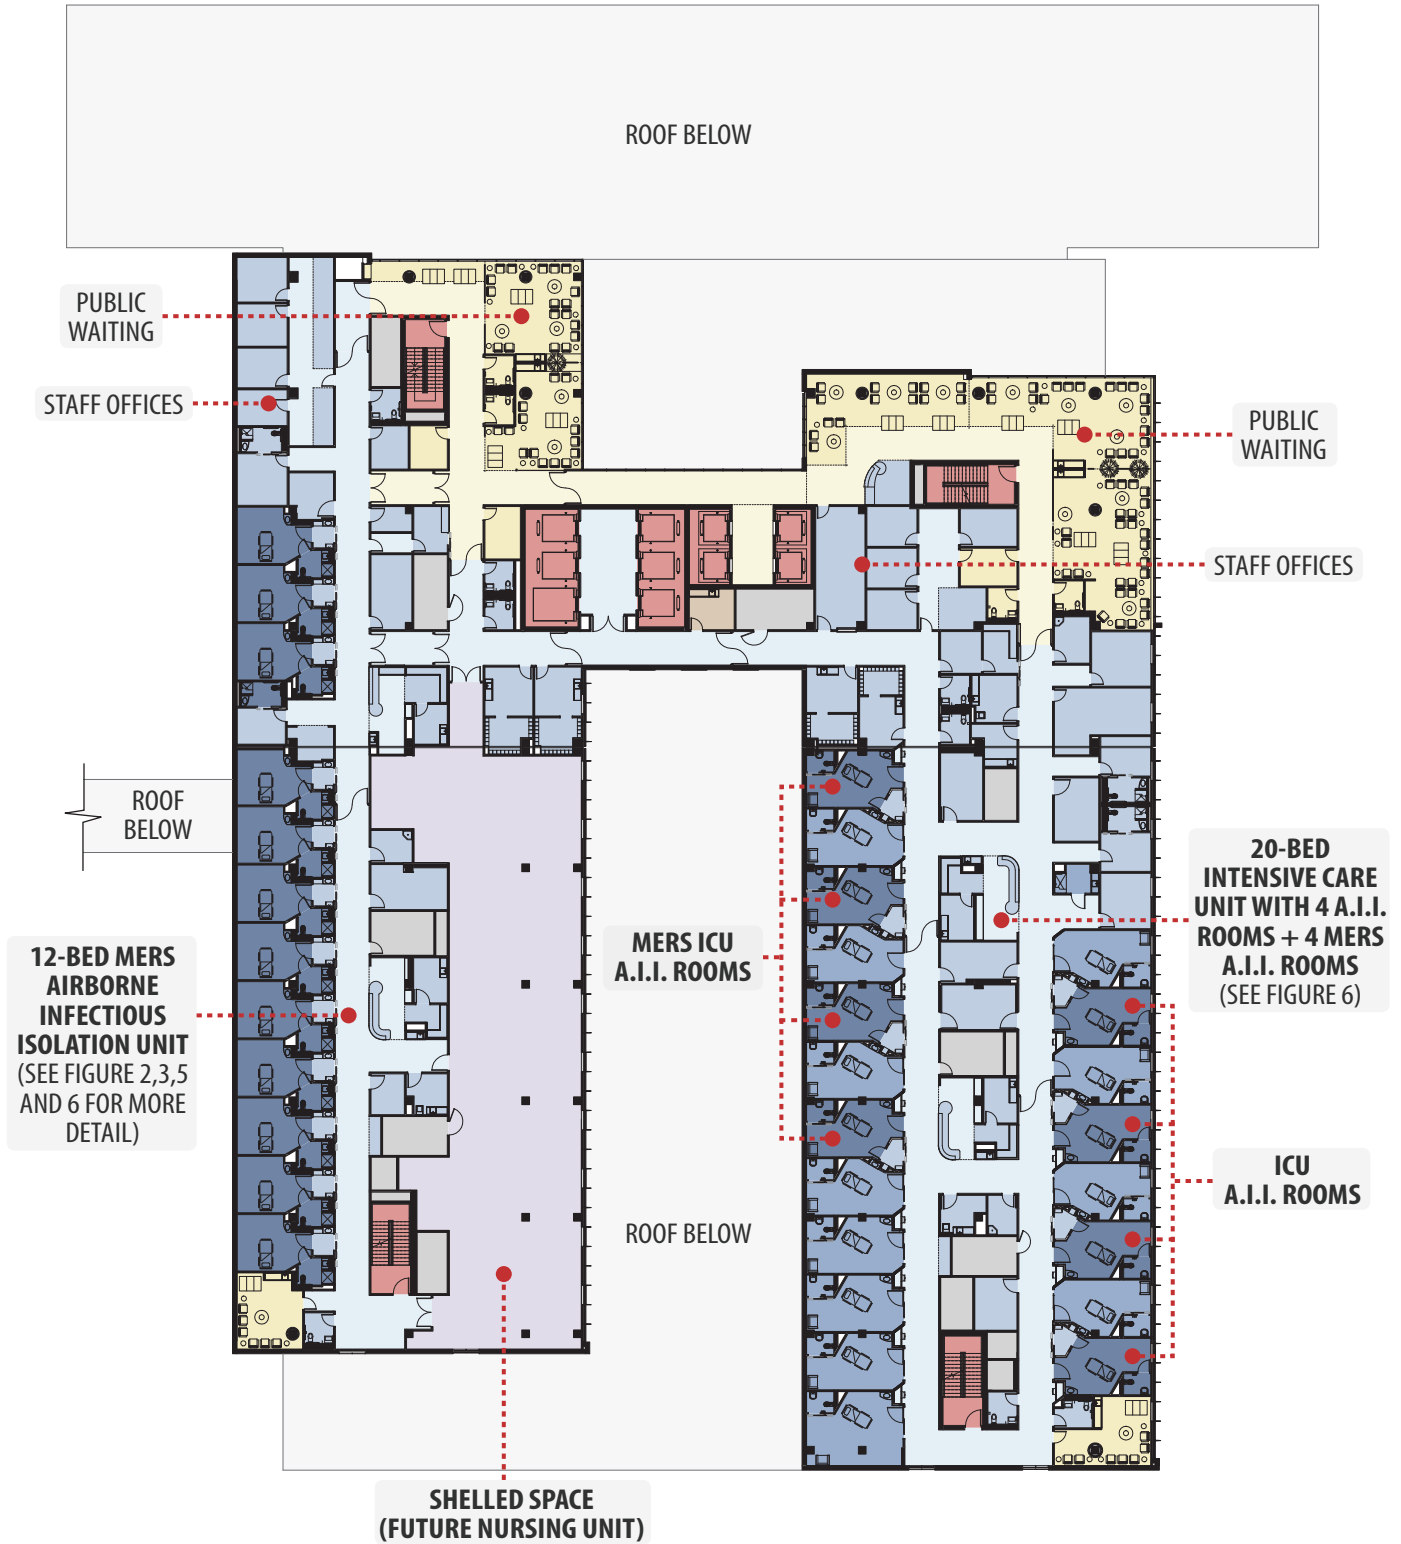 ROOF BELOW
PUBLIC
WAITING
STAFF OFFICES
PUBLIC
WAITING
STAFF OFFICES
ROOF
BELOW
20-BED
INTENSIVE CARE
UNIT WITH 4 A.I.I.
ROOMS + 4 MERS
A.I.I. ROOMS
(SEE FIGURE 6)
MERS ICU
A.I.I. ROOMS
12-BED MERS
AIRBORNE
INFECTIOUS
ISOLATION UNIT
(SEE FIGURE 2,3,5
AND 6 FOR MORE
DETAIL)
ICU
A.I.I. ROOMS
ROOF BELOW
SHELLED SPACE
(FUTURE NURSING UNIT)